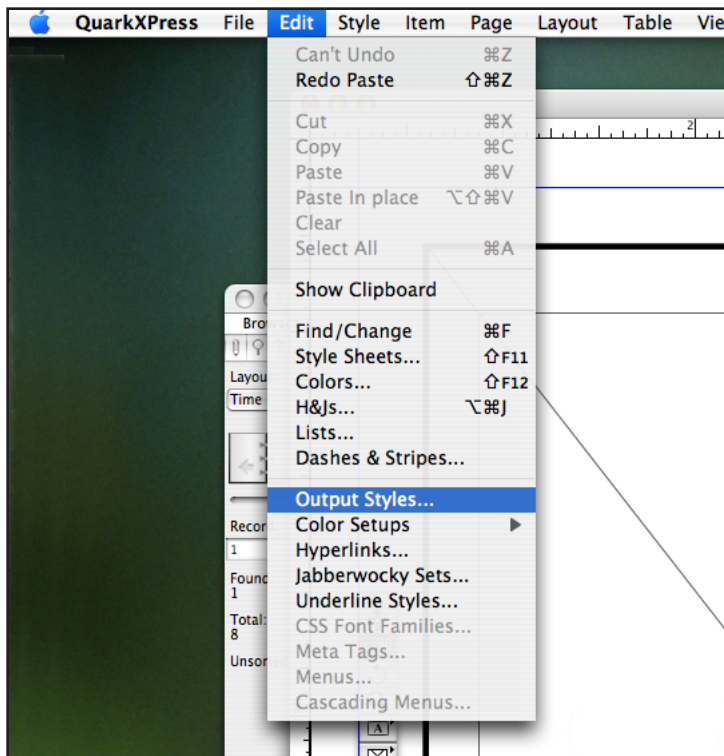 QuarkXPress File Edit Style Item Page Layout Table Vie
Can't Undo ⌘Z
Redo Paste ⇧⌘Z
Cut ⌘X
Copy ⌘C
Paste ⌘V
Paste In place ⌥⇧⌘V
Clear
Select All ⌘A
Show Clipboard
Find/Change ⌘F
Style Sheets... ⇧F11
Colors... ⇧F12
H&Js... ⌥⌘J
Lists...
Dashes & Stripes...
Output Styles...
Color Setups ▶
Hyperlinks...
Jabberwocky Sets...
Underline Styles...
CSS Font Families...
Meta Tags...
Menus...
Cascading Menus...
2
Bro
Layou
Time
Recor
1
Found
1
Total:
8
Unsor
A